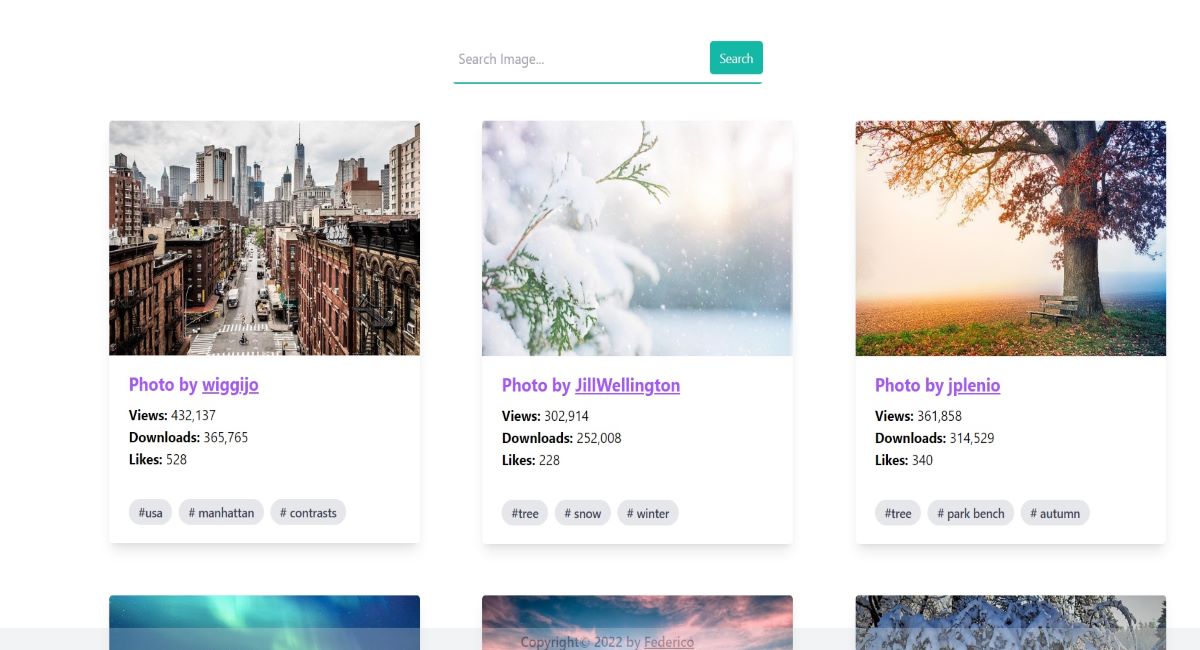 Search Image...
Search
Photo by wiggijo
Views: 432,137
Downloads: 365,765
Likes: 528
#usa
# manhattan
# contrasts
Photo by JillWellington
Views: 302,914
Downloads: 252,008
Likes: 228
#tree
# snow
# winter
Photo by jplenio
Views: 361,858
Downloads: 314,529
Likes: 340
#tree
# park bench
# autumn
Copyright© 2022 by Federico